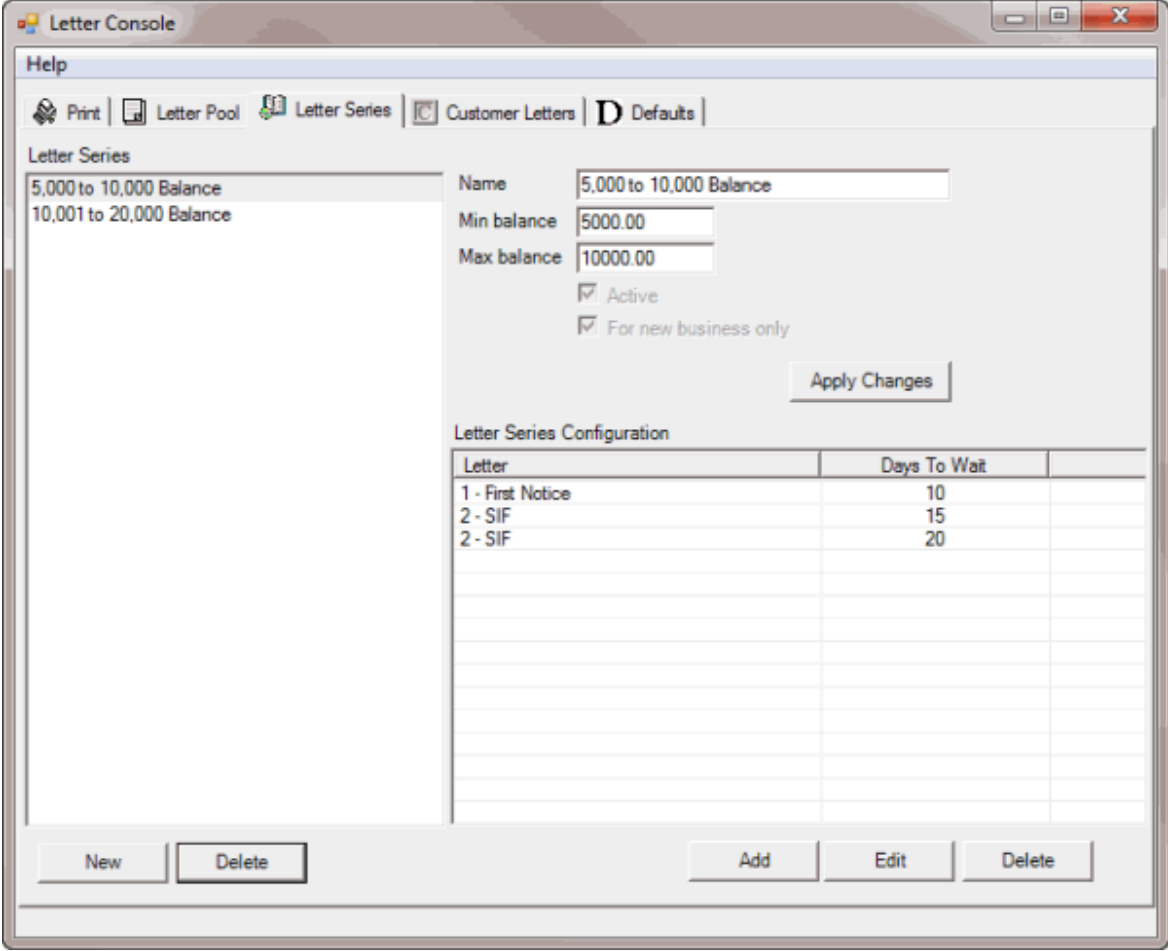 Letter Console
Help
Print Letter Pool Letter Series C Customer Letters D Defaults
Letter Series
5,000 to 10,000 Balance
10,001 to 20,000 Balance
Name 5,000 to 10,000 Balance
Min balance 5000.00
Max balance 10000.00
Active
For new business only
Apply Changes
Letter Series Configuration
Letter Days To Wait
1 - First Notice 10
2 - SIF 15
2 - SIF 20
New Delete Add Edit Delete